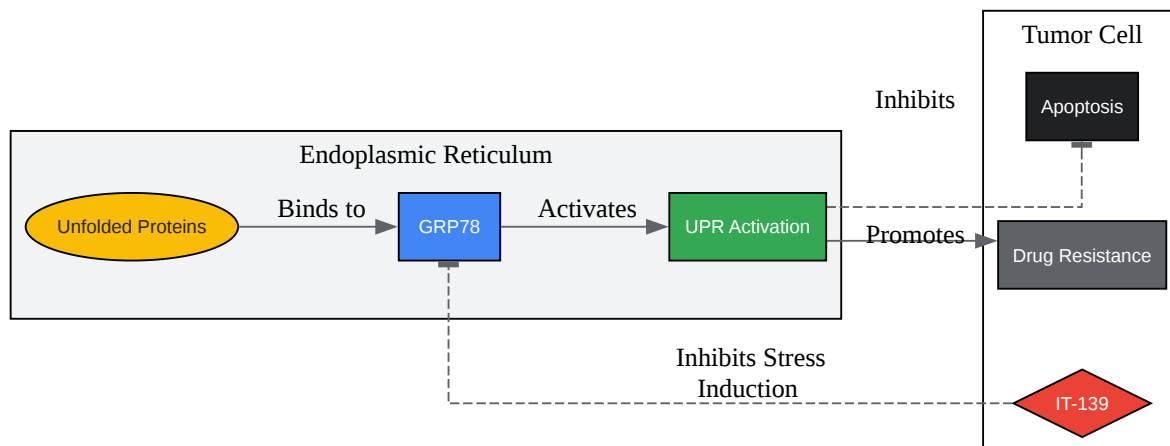 Tumor Cell
Inhibits
Apoptosis
Endoplasmic Reticulum
Unfolded Proteins
Binds to
GRP78
Activates
UPR Activation
Promotes
Drug Resistance
Inhibits Stress
Induction
IT-139